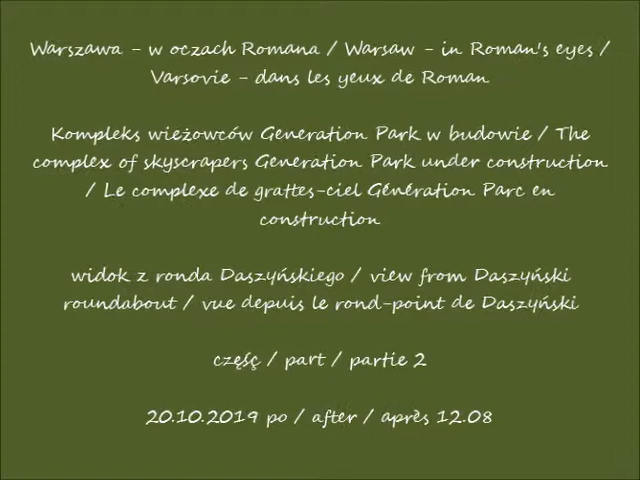 Warszawa - w oczach Romana / Warsaw - in Roman's eyes /
Varsovie - dans les yeux de Roman
Kompleks wieżowców Generation Park w budowie / The
complex of skyscrapers Generation Park under construction
/ Le complexe de grattes-ciel Génération Parc en
construction
widok z ronda Daszyńskiego / view from Daszyński
roundabout / vue depuis le rond-point de Daszyński
część / part / partie 2
20.10.2019 po / after / après 12.08